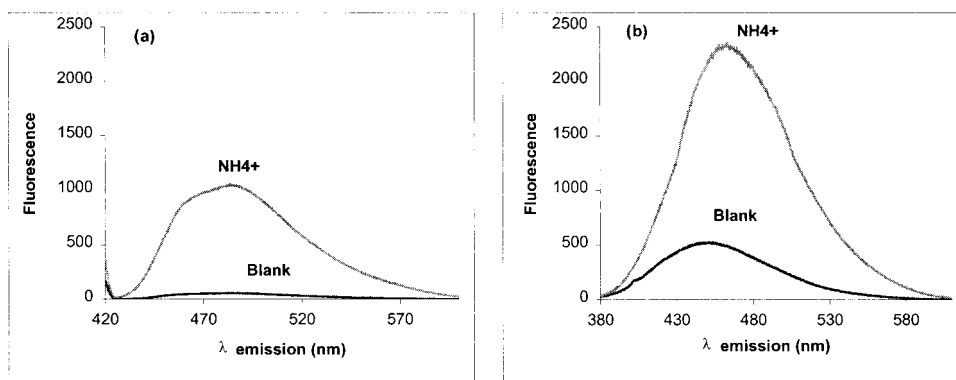 (a)
2500
2000
1500
1000
500
0
Fluorescence
NH4+
Blank
420
470
520
570
λ emission (nm)
(b)
2500
2000
1500
1000
500
0
Fluorescence
NH4+
Blank
380
430
480
530
580
λ emission (nm)